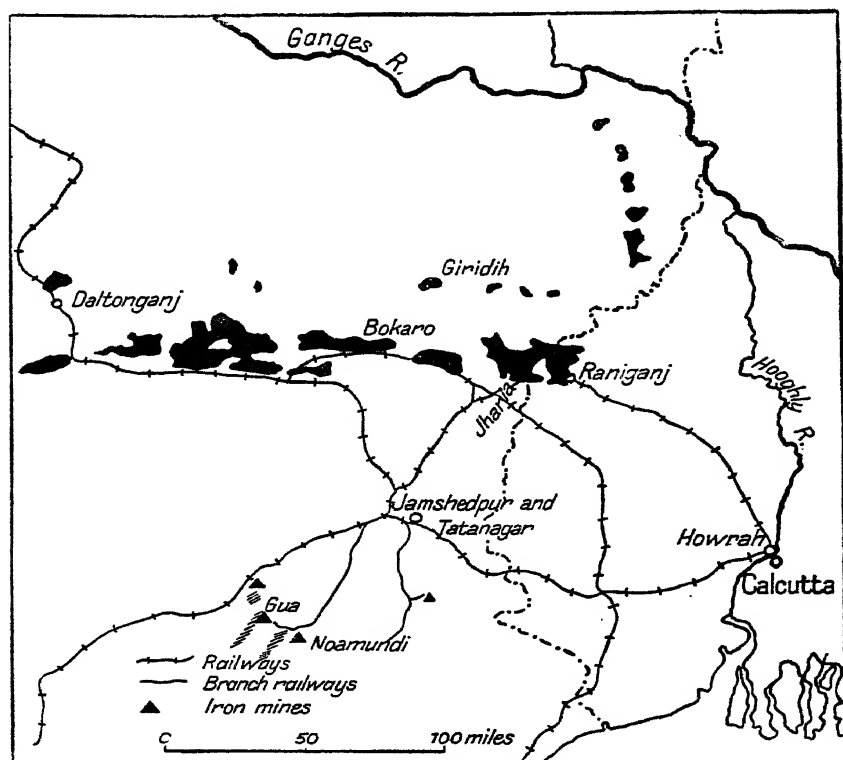 Ganges R.
Giridih
Daltonganj
Bokaro
Raniganj
Jharia
Hooghly R.
Jamshedpur and
Tatanagar
Howrah
Calcutta
Gua
Noamundi
Railways
Branch railways
Iron mines
0 50 100 miles